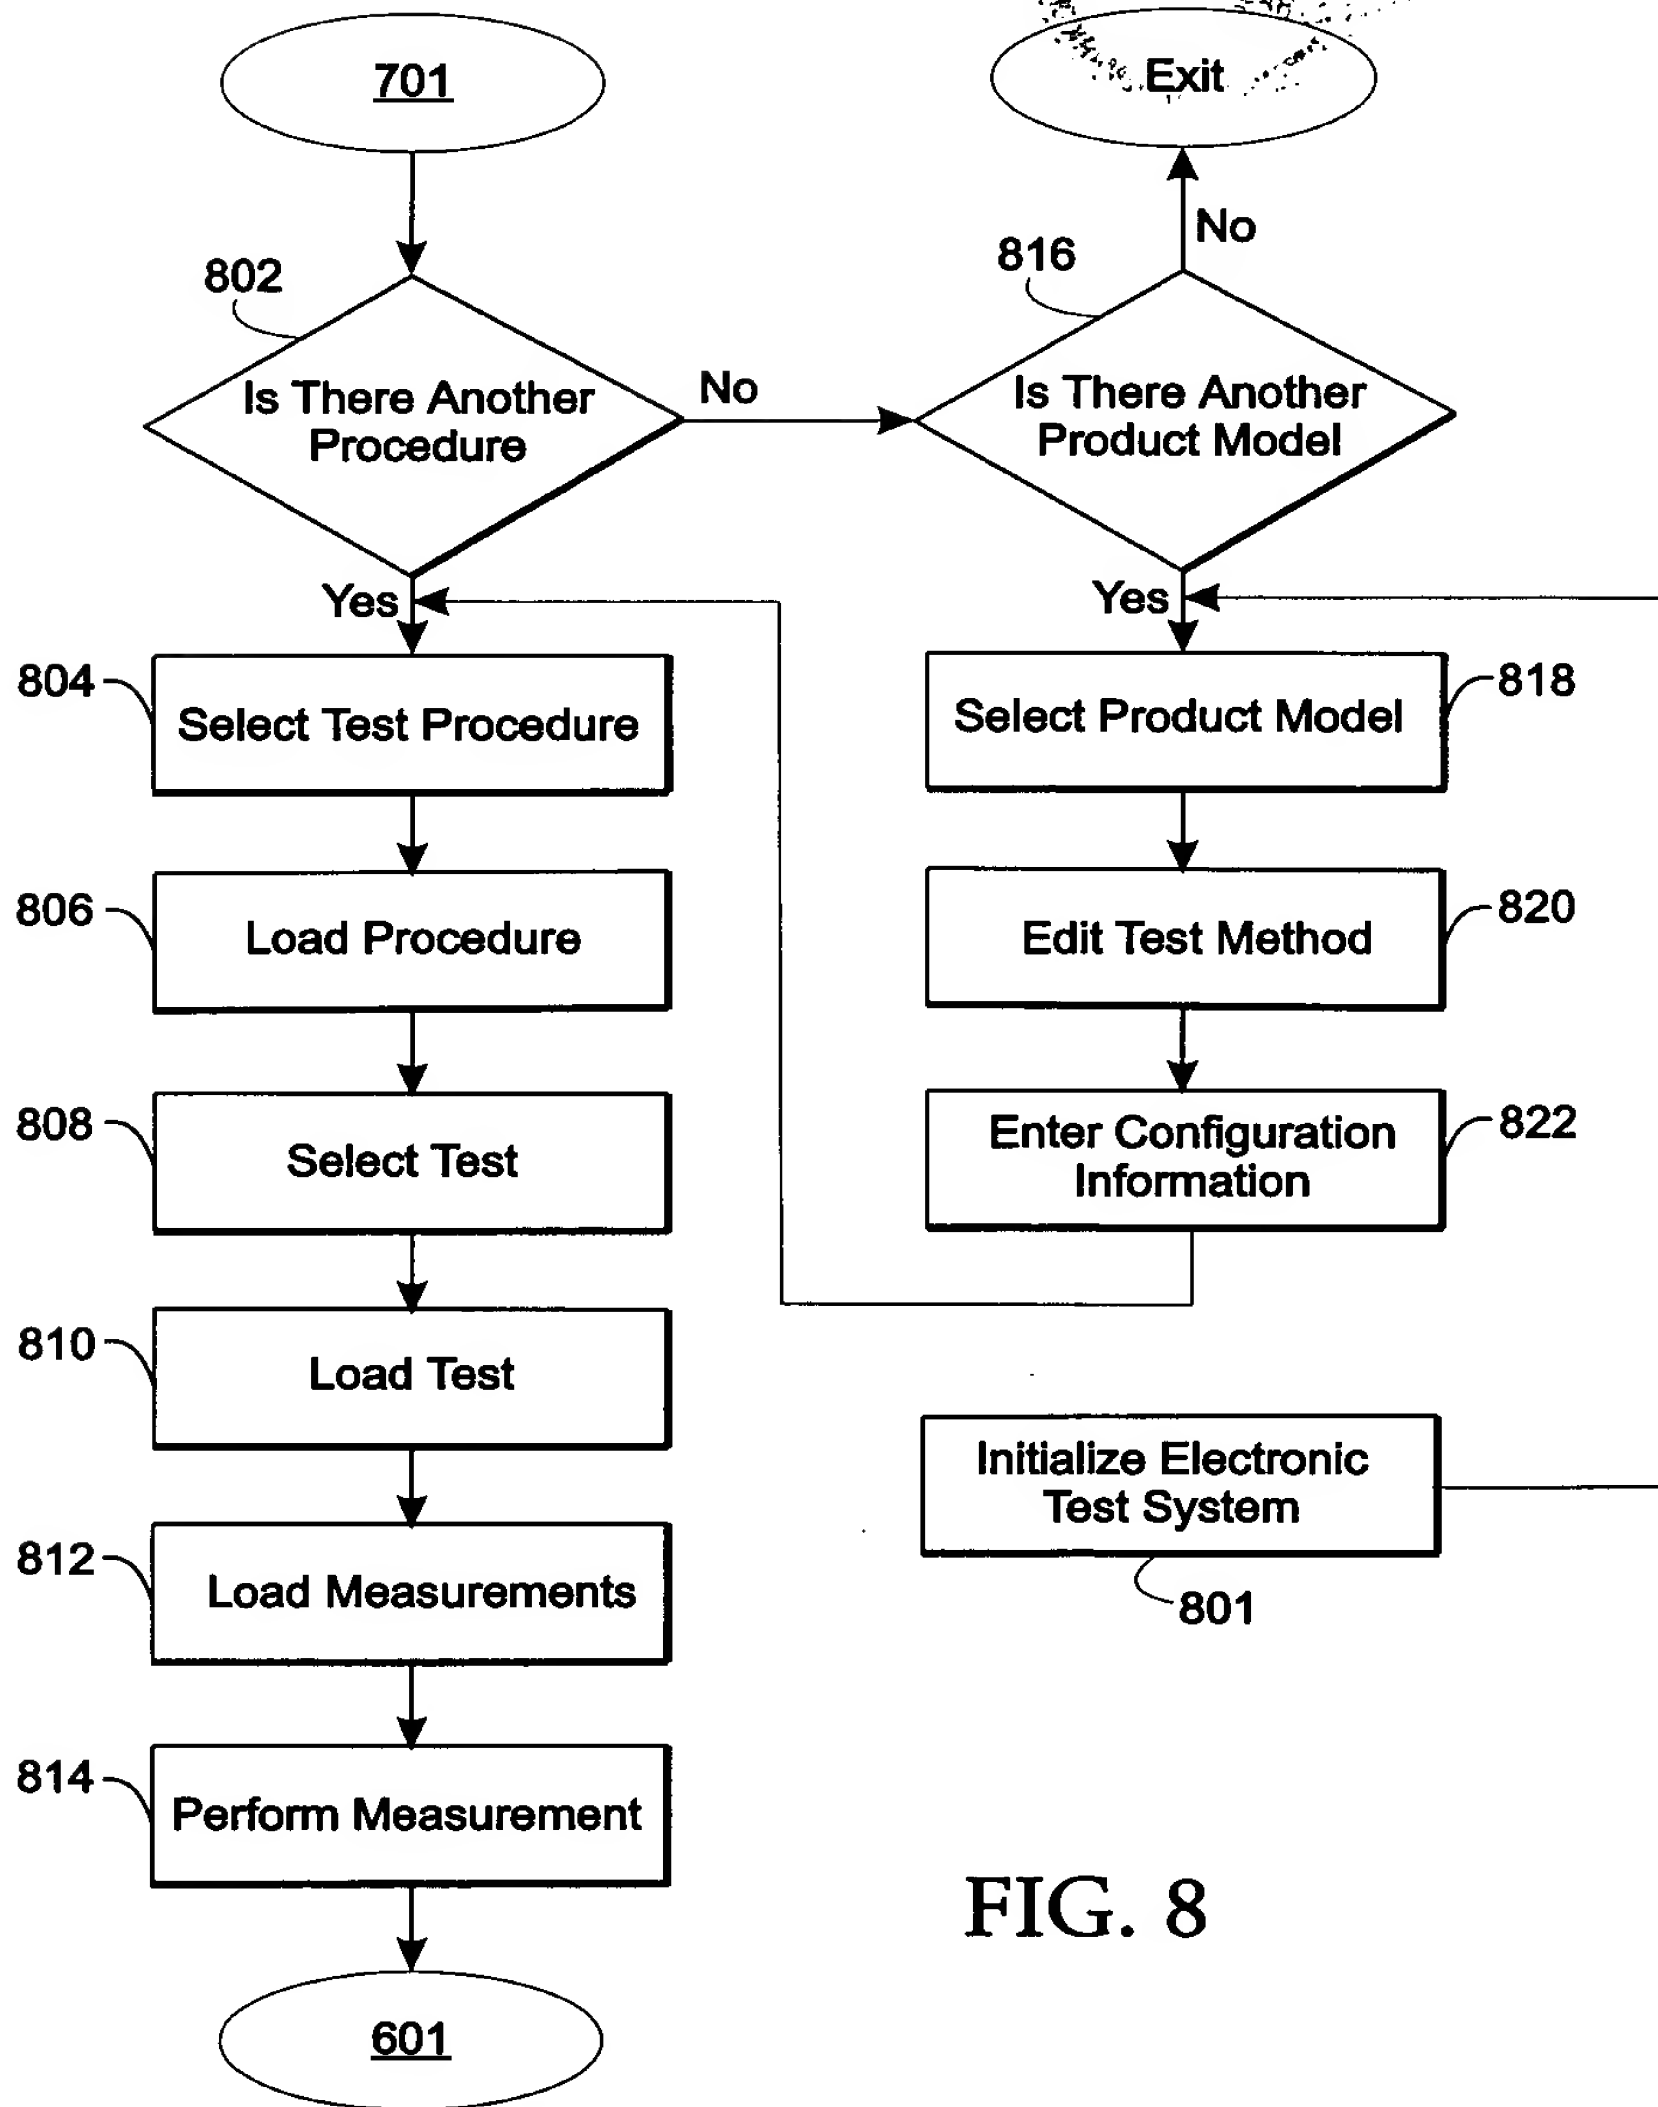 701
802
Is There Another
Procedure
No
Yes
804
Select Test Procedure
806
Load Procedure
808
Select Test
810
Load Test
812
Load Measurements
814
Perform Measurement
601
Exit
No
816
Is There Another
Product Model
Yes
818
Select Product Model
820
Edit Test Method
822
Enter Configuration
Information
Initialize Electronic
Test System
801
FIG. 8